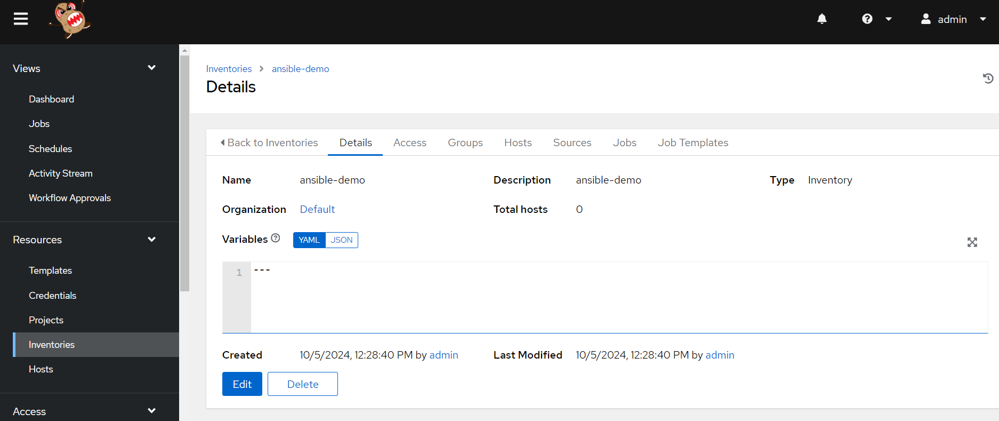 admin
Views
Dashboard
Jobs
Schedules
Activity Stream
Workflow Approvals
Resources
Templates
Credentials
Projects
Inventories
Hosts
Access
Inventories ansible-demo
Details
Back to Inventories Details Access Groups Hosts Sources Jobs Job Templates
Name ansible-demo Description ansible-demo Type Inventory
Organization Default Total hosts 0
Variables YAML JSON
1 ---
Created 10/5/2024, 12:28:40 PM by admin Last Modified 10/5/2024, 12:28:40 PM by admin
Edit Delete